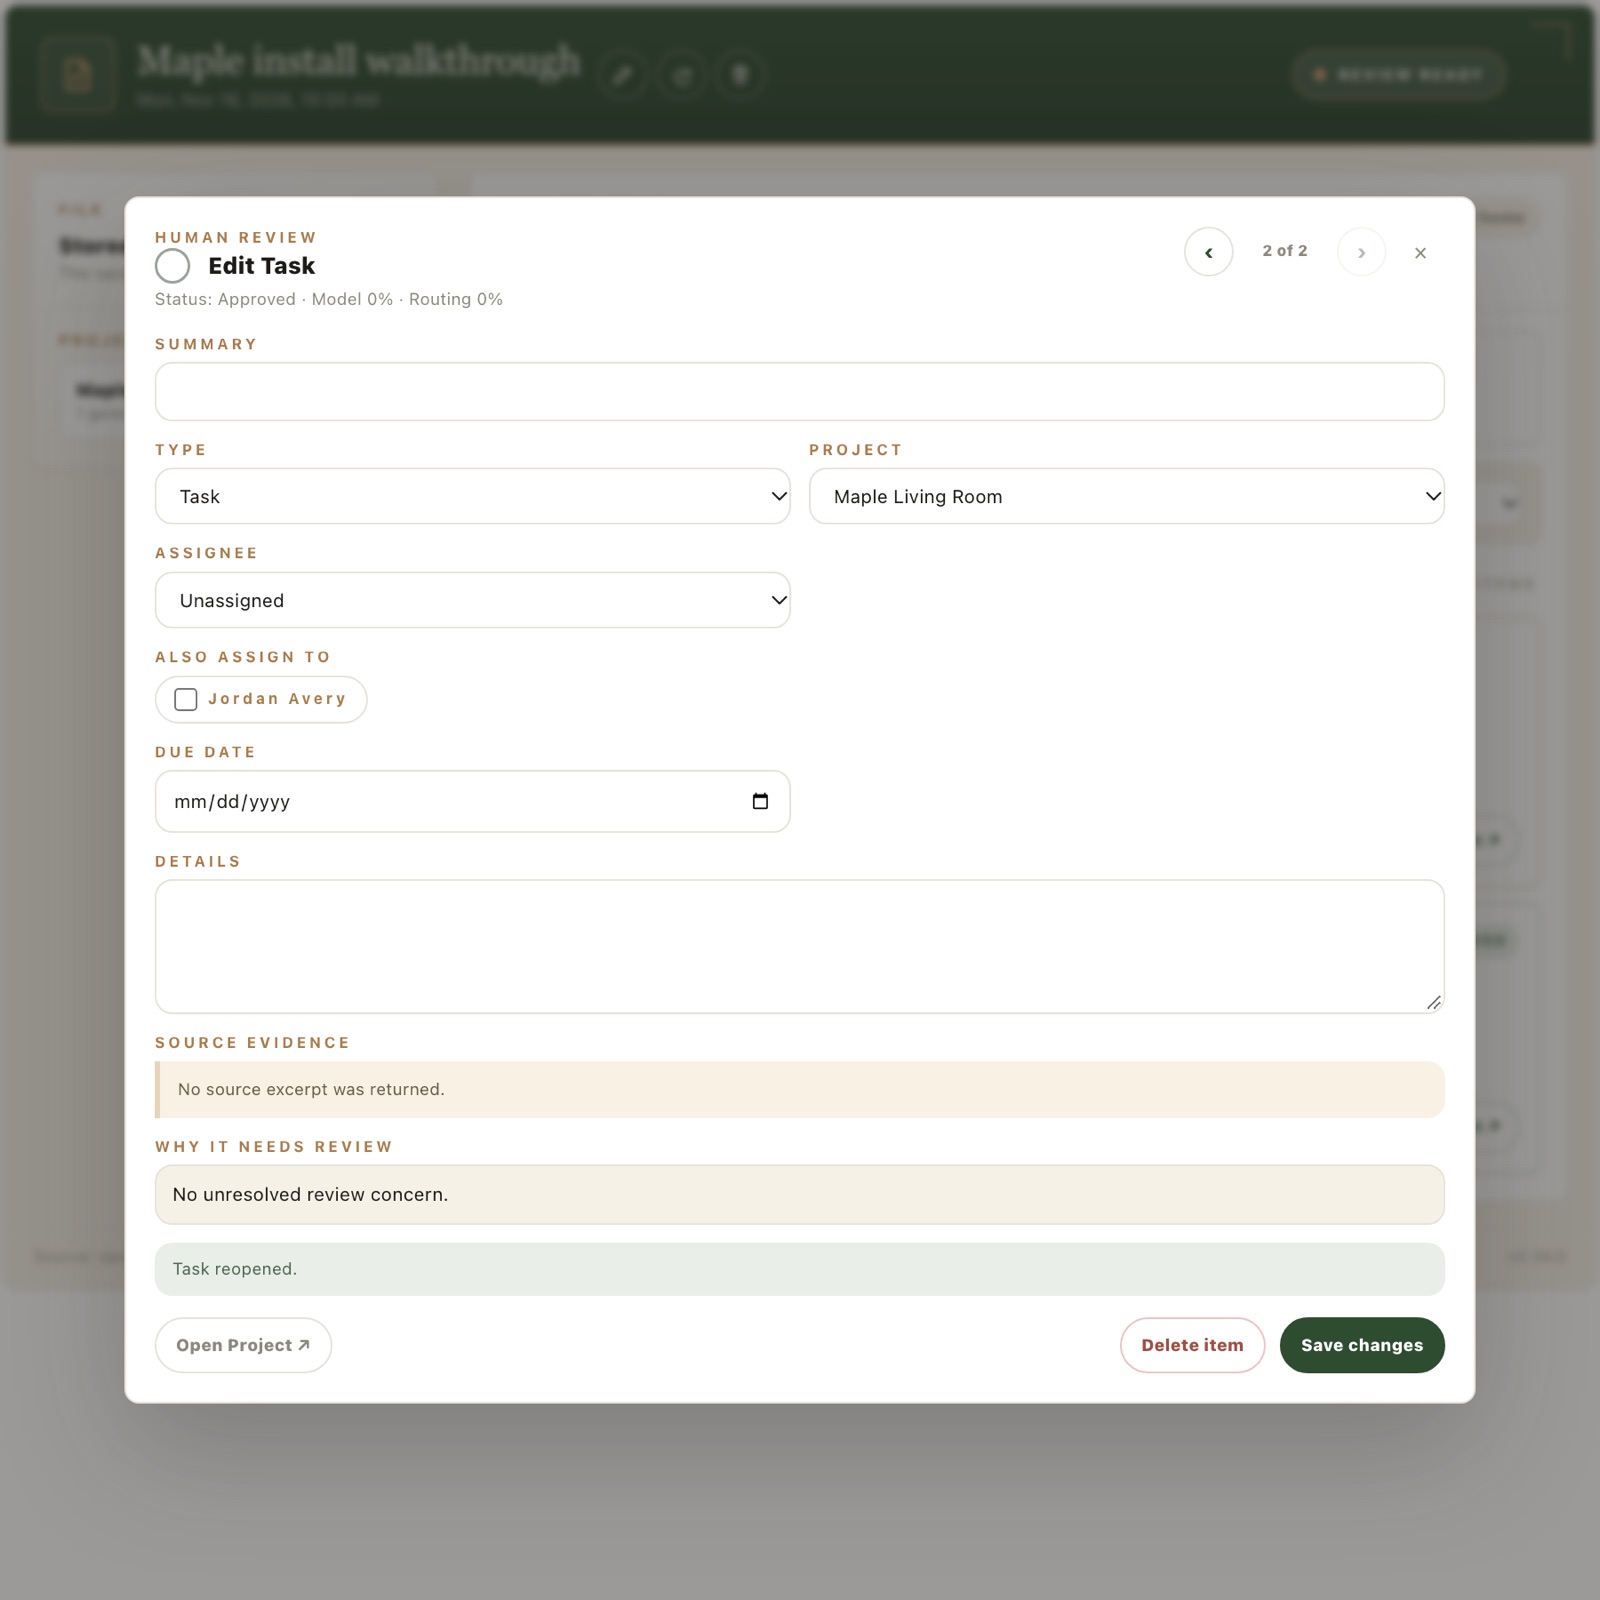 Maple install walkthrough
REVIEW READY
HUMAN REVIEW
Edit Task
Status: Approved · Model 0% · Routing 0%
‹ 2 of 2 › ×
SUMMARY
TYPE
Task
PROJECT
Maple Living Room
ASSIGNEE
Unassigned
ALSO ASSIGN TO
Jordan Avery
DUE DATE
mm/dd/yyyy
DETAILS
SOURCE EVIDENCE
No source excerpt was returned.
WHY IT NEEDS REVIEW
No unresolved review concern.
Task reopened.
Open Project ↗
Delete item
Save changes